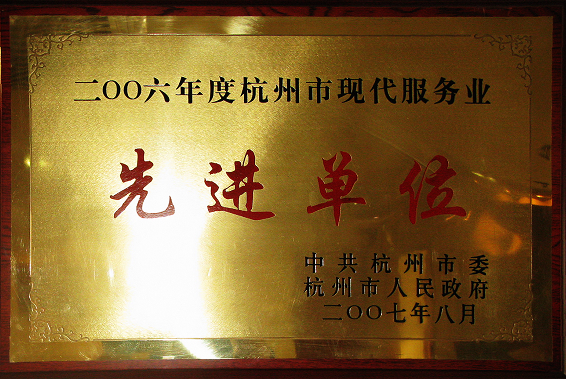 二OO六年度杭州市现代服务业
先进单位
中共杭州市委
杭州市人民政府
二OO七年八月